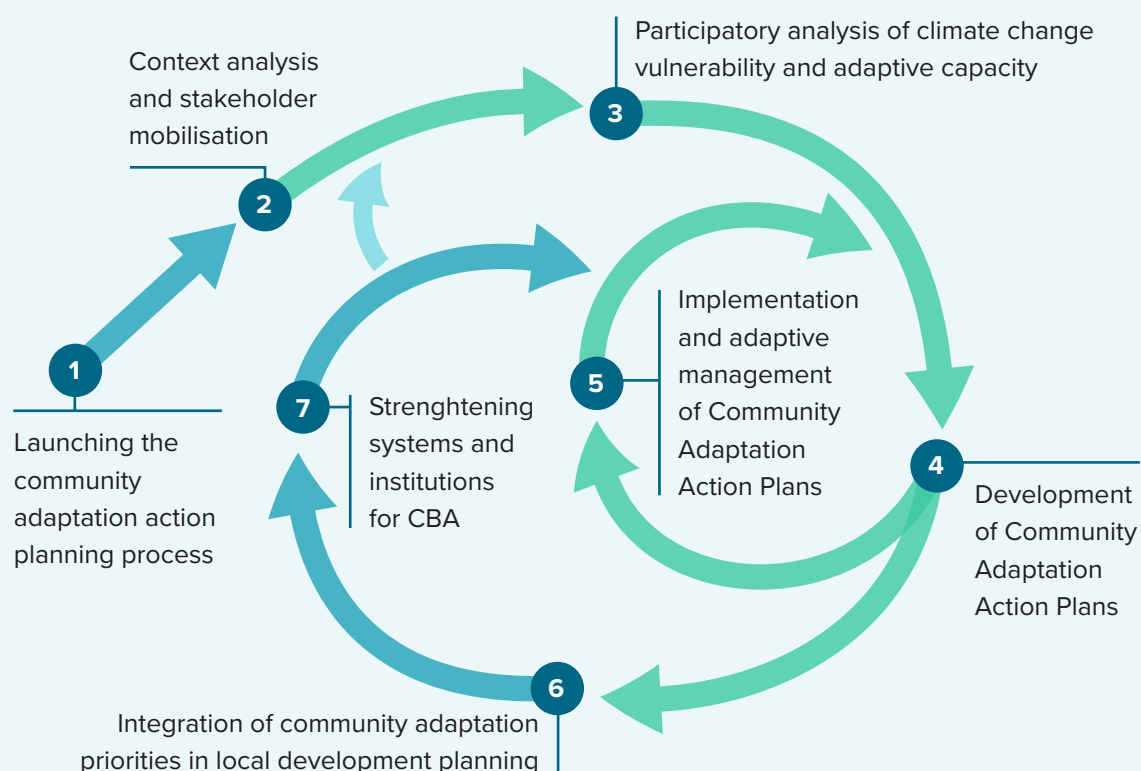 1
Launching the
community
adaptation action
planning process
2
Context analysis
and stakeholder
mobilisation
3
Participatory analysis of climate change
vulnerability and adaptive capacity
4
Development
of Community
Adaptation
Action Plans
5
Implementation
and adaptive
management
of Community
Adaptation
Action Plans
6
Integration of community adaptation
priorities in local development planning
7
Strenghtening
systems and
institutions
for CBA